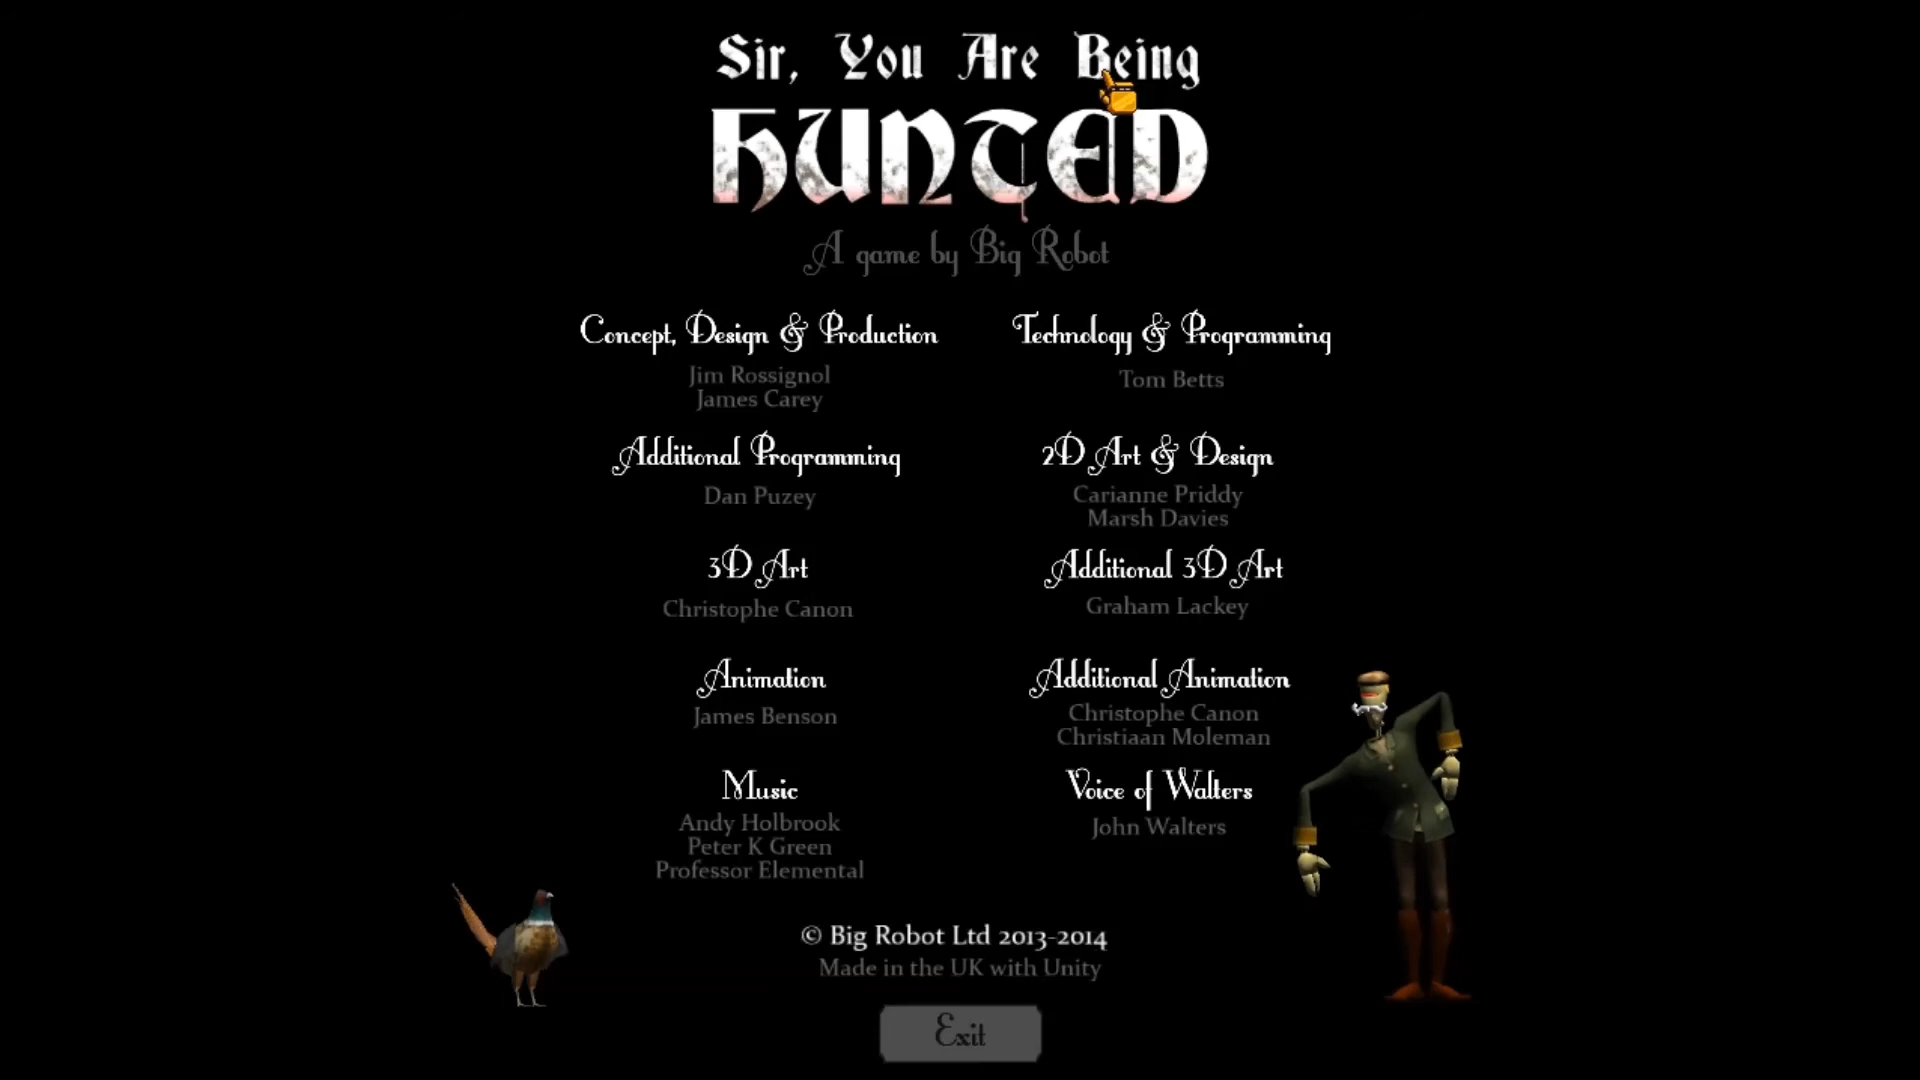 Sir, You Are Being
HUNTED
A game by Big Robot
Concept, Design & Production
Jim Rossignol
James Carey
Technology & Programming
Tom Betts
Additional Programming
Dan Puzey
2D Art & Design
Carianne Priddy
Marsh Davies
3D Art
Christophe Canon
Additional 3D Art
Graham Lackey
Animation
James Benson
Additional Animation
Christophe Canon
Christiaan Moleman
Music
Andy Holbrook
Peter K Green
Professor Elemental
Voice of Walters
John Walters
© Big Robot Ltd 2013-2014
Made in the UK with Unity
Exit